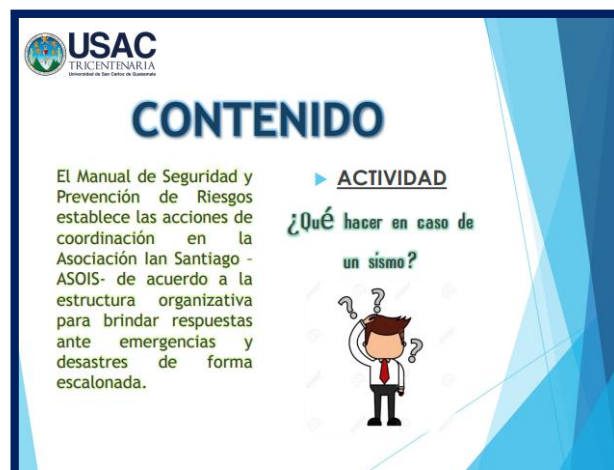 USAC
TRICENTENARIA
Universidad de San Carlos de Guatemala
CONTENIDO
El Manual de Seguridad y
Prevención de Riesgos
establece las acciones de
coordinación en la
Asociación Ian Santiago –
ASOIS- de acuerdo a la
estructura organizativa
para brindar respuestas
ante emergencias y
desastres de forma
escalonada.
ACTIVIDAD
¿Qué hacer en caso de
un sismo?